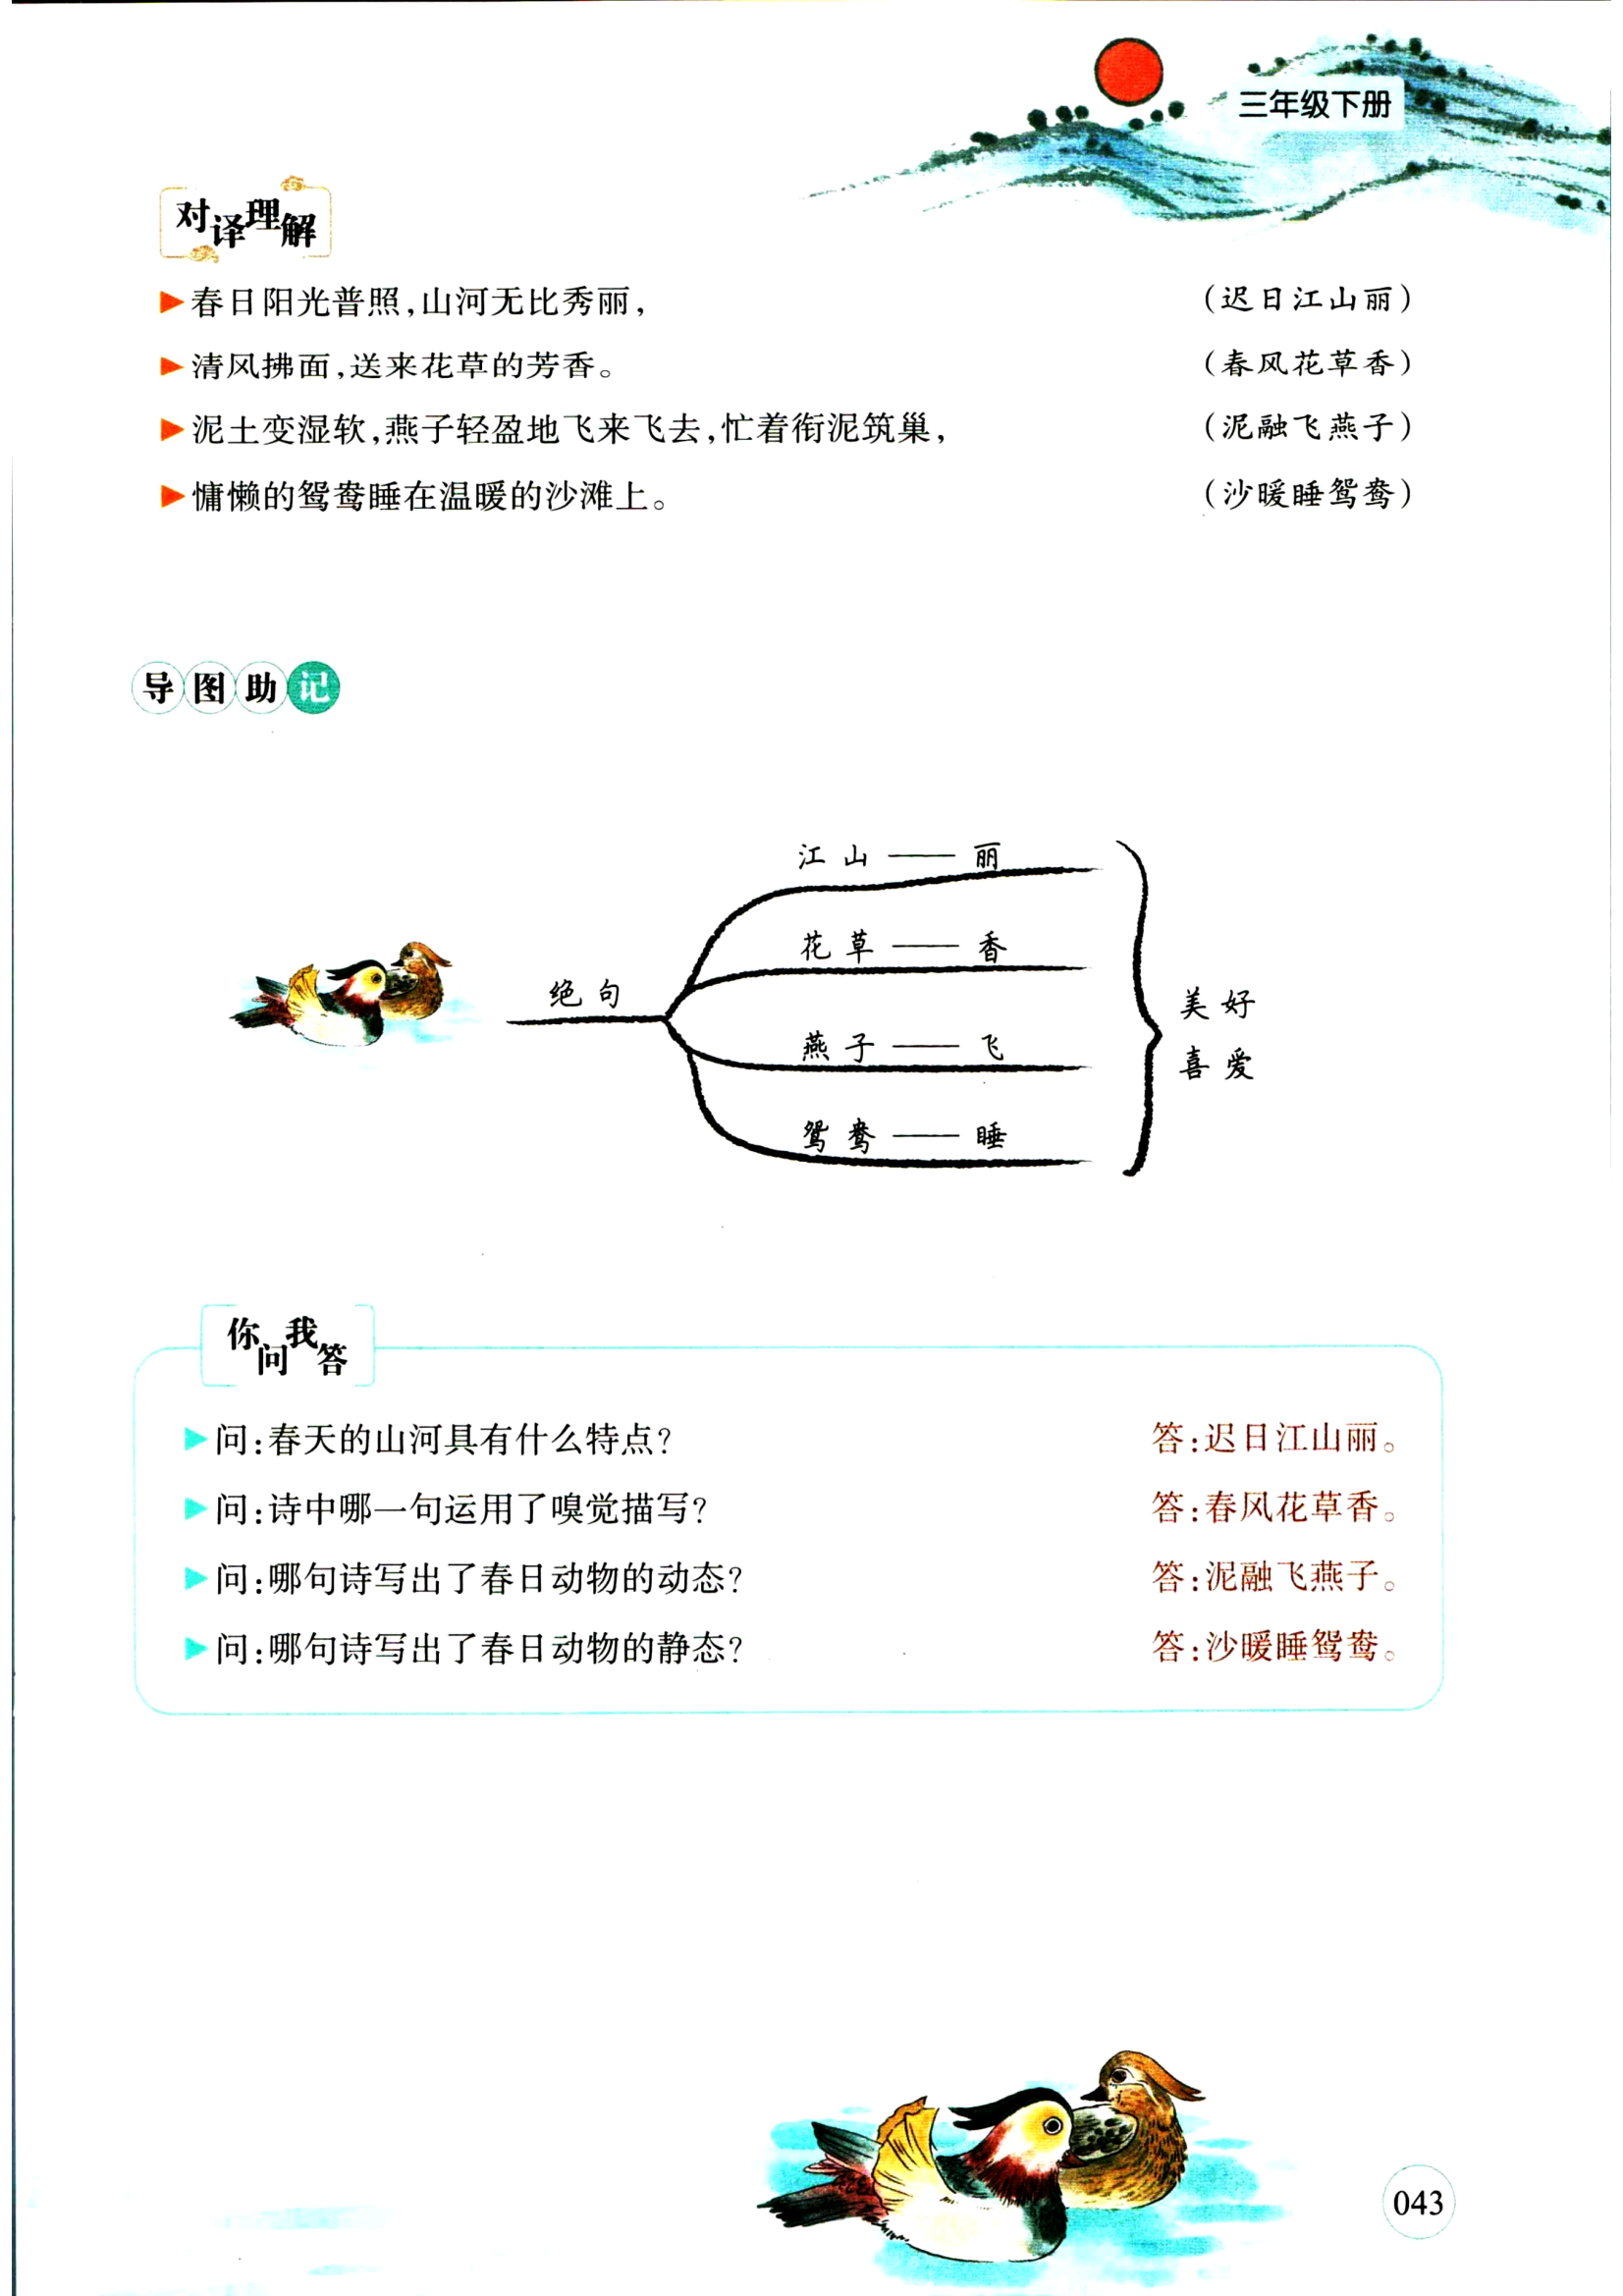 三年级下册
对译理解
春日阳光普照,山河无比秀丽, (迟日江山丽)
清风拂面,送来花草的芳香。 (春风花草香)
泥土变湿软,燕子轻盈地飞来飞去,忙着衔泥筑巢, (泥融飞燕子)
慵懒的鸳鸯睡在温暖的沙滩上。 (沙暖睡鸳鸯)
导图助记
江山——丽
花草——香
绝句
美好
燕子——飞
喜爱
鸳鸯——睡
你问我答
问:春天的山河具有什么特点? 答:迟日江山丽。
问:诗中哪一句运用了嗅觉描写? 答:春风花草香。
问:哪句诗写出了春日动物的动态? 答:泥融飞燕子。
问:哪句诗写出了春日动物的静态? 答:沙暖睡鸳鸯。
043